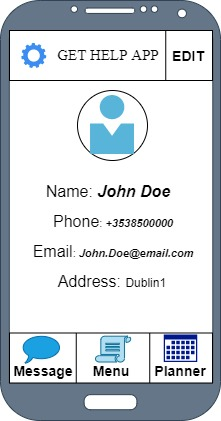 GET HELP APP EDIT
Name: John Doe
Phone: +3538500000
Email: John.Doe@email.com
Address: Dublin1
Message Menu Planner